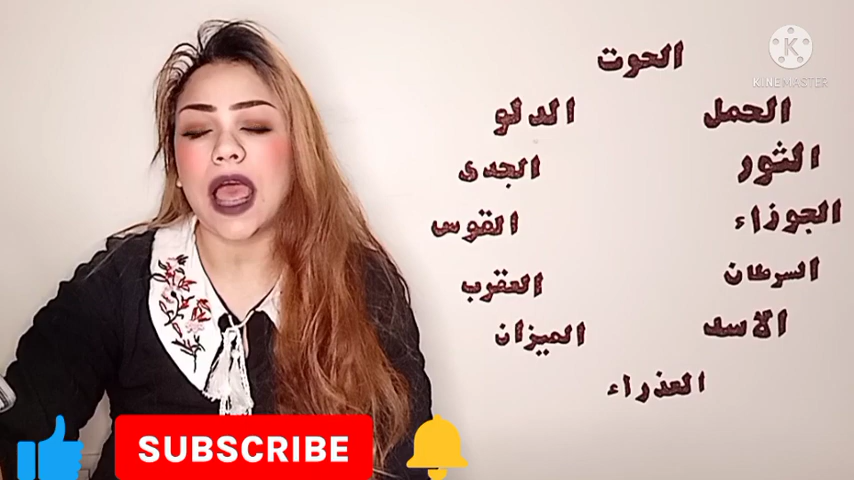 الحوت
KINEMASTER
الحمل
الدلو
الثور
الجدى
الجوزاء
القوس
السرطان
العقرب
الاسد
الميزان
العذراء
SUBSCRIBE